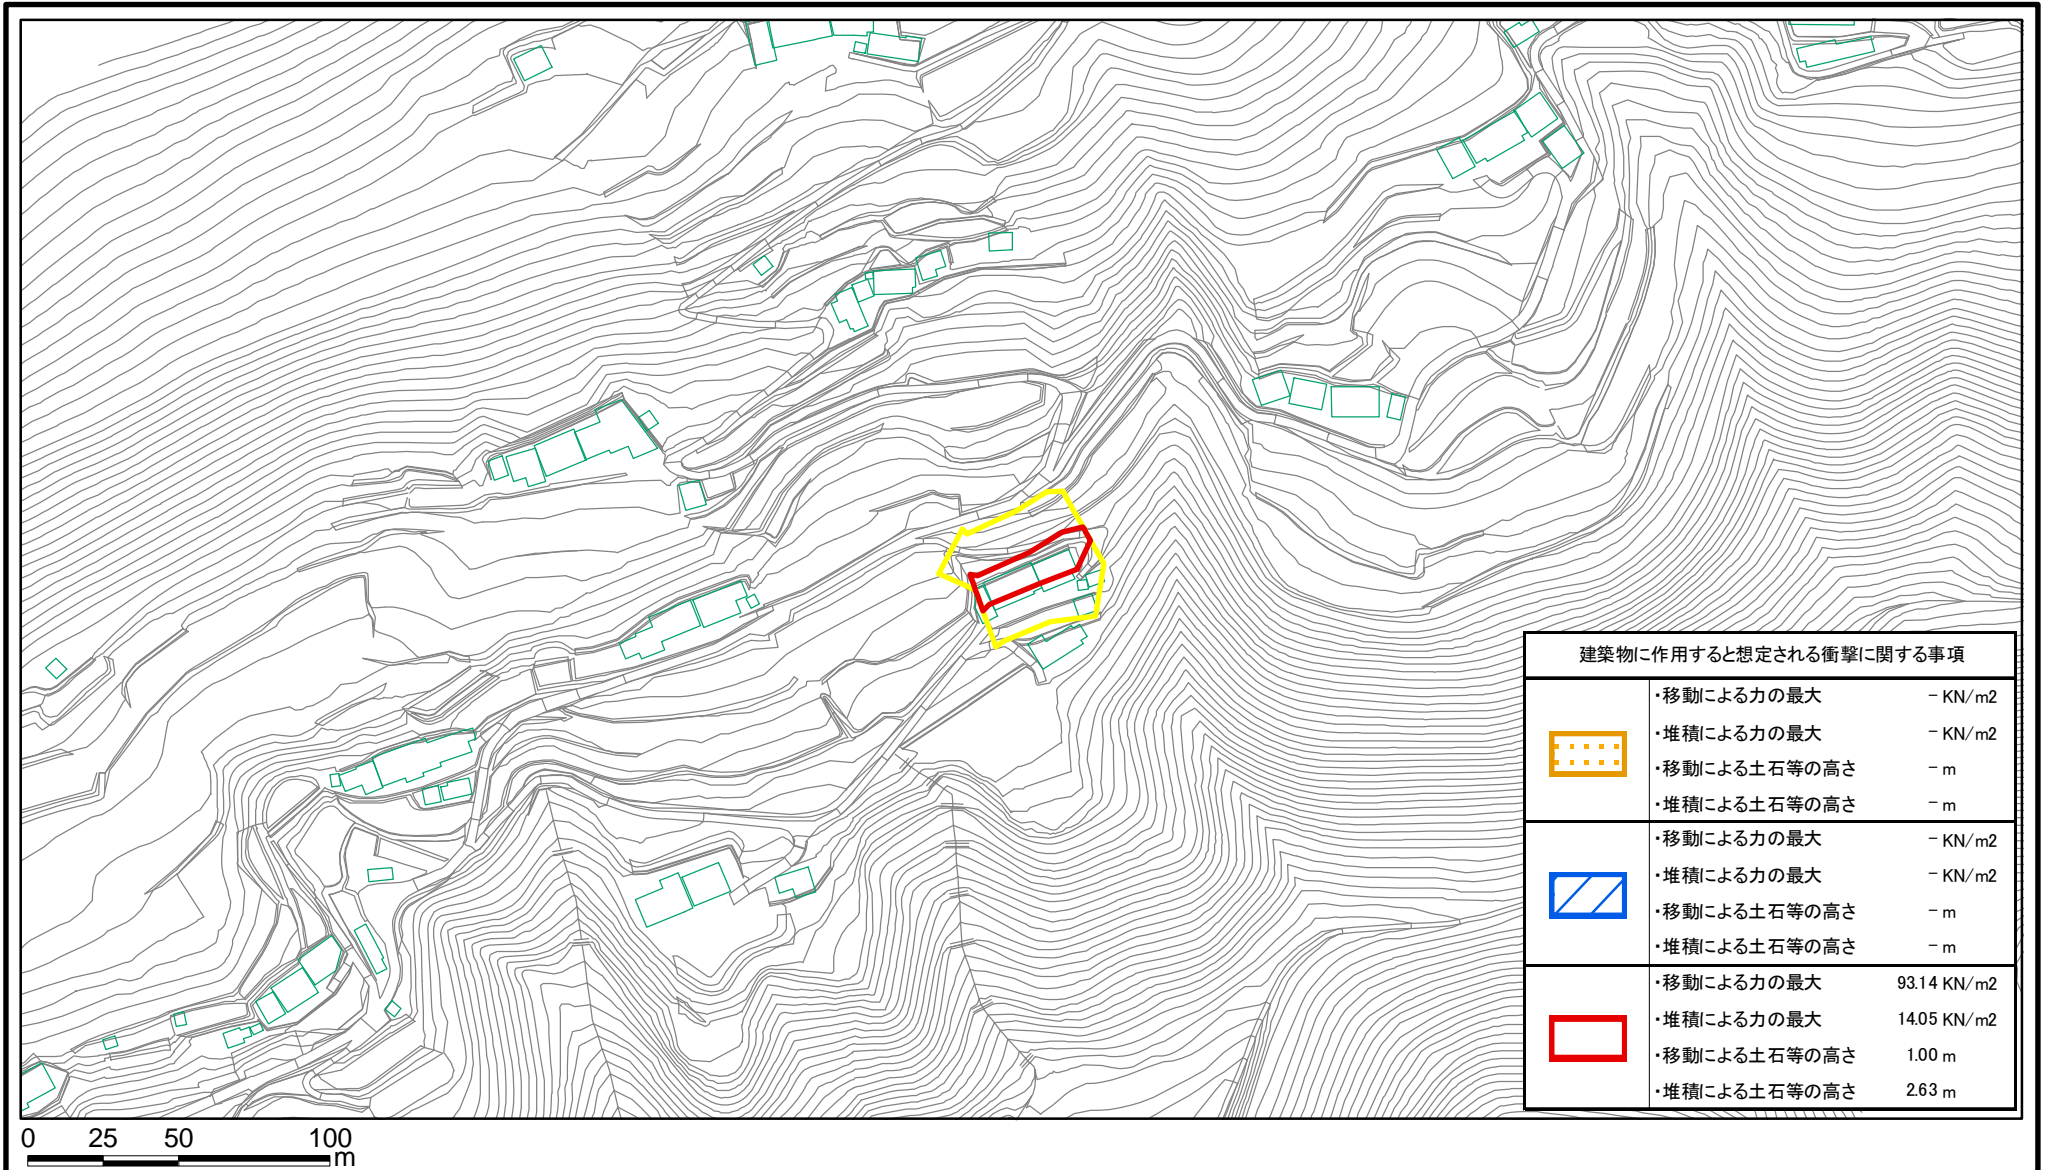 建築物に作用すると想定される衝撃に関する事項
・移動による力の最大 - KN/m2
・堆積による力の最大 - KN/m2
・移動による土石等の高さ - m
・堆積による土石等の高さ - m
・移動による力の最大 - KN/m2
・堆積による力の最大 - KN/m2
・移動による土石等の高さ - m
・堆積による土石等の高さ - m
・移動による力の最大 93.14 KN/m2
・堆積による力の最大 14.05 KN/m2
・移動による土石等の高さ 1.00 m
・堆積による土石等の高さ 2.63 m
0 25 50 100
m